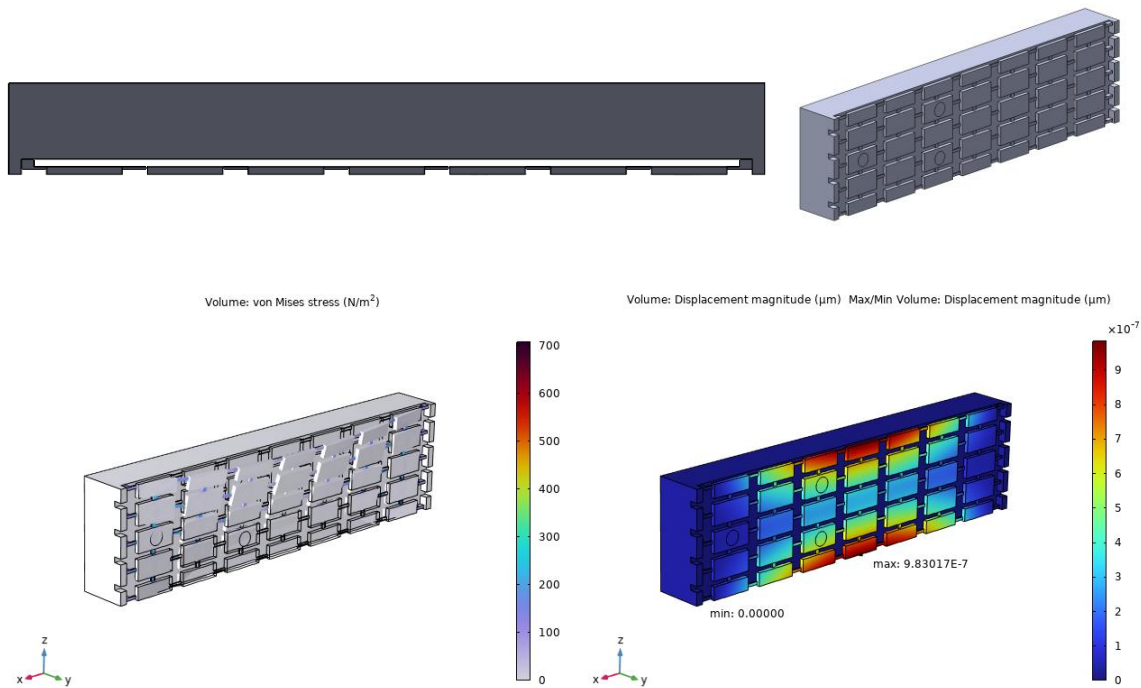 Volume: von Mises stress (N/m²)
700
600
500
400
300
200
100
0
z
x
y
Volume: Displacement magnitude (μm) Max/Min Volume: Displacement magnitude (μm)
×10⁻⁷
9
8
7
6
5
4
3
2
1
0
max: 9.83017E-7
min: 0.00000
z
x
y